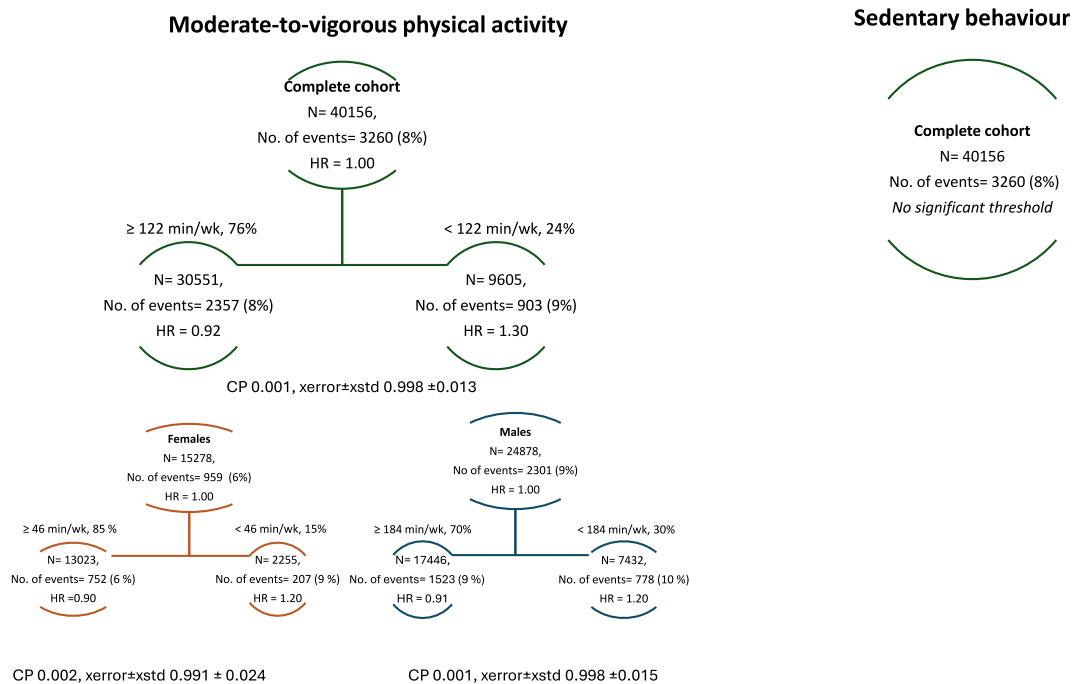 Moderate-to-vigorous physical activity
Complete cohort
N= 40156,
No. of events= 3260 (8%)
HR = 1.00
≥ 122 min/wk, 76%
N= 30551,
No. of events= 2357 (8%)
HR = 0.92
< 122 min/wk, 24%
N= 9605,
No. of events= 903 (9%)
HR = 1.30
CP 0.001, xerror±xstd 0.998 ±0.013
Females
N= 15278,
No. of events= 959 (6%)
HR = 1.00
≥ 46 min/wk, 85 %
N= 13023,
No. of events= 752 (6 %)
HR =0.90
< 46 min/wk, 15%
N= 2255,
No. of events= 207 (9 %)
HR = 1.20
CP 0.002, xerror±xstd 0.991 ± 0.024
Males
N= 24878,
No of events= 2301 (9%)
HR = 1.00
≥ 184 min/wk, 70%
N= 17446,
No. of events= 1523 (9 %)
HR = 0.91
< 184 min/wk, 30%
N= 7432,
No. of events= 778 (10 %)
HR = 1.20
CP 0.001, xerror±xstd 0.998 ±0.015
Sedentary behaviour
Complete cohort
N= 40156
No. of events= 3260 (8%)
No significant threshold